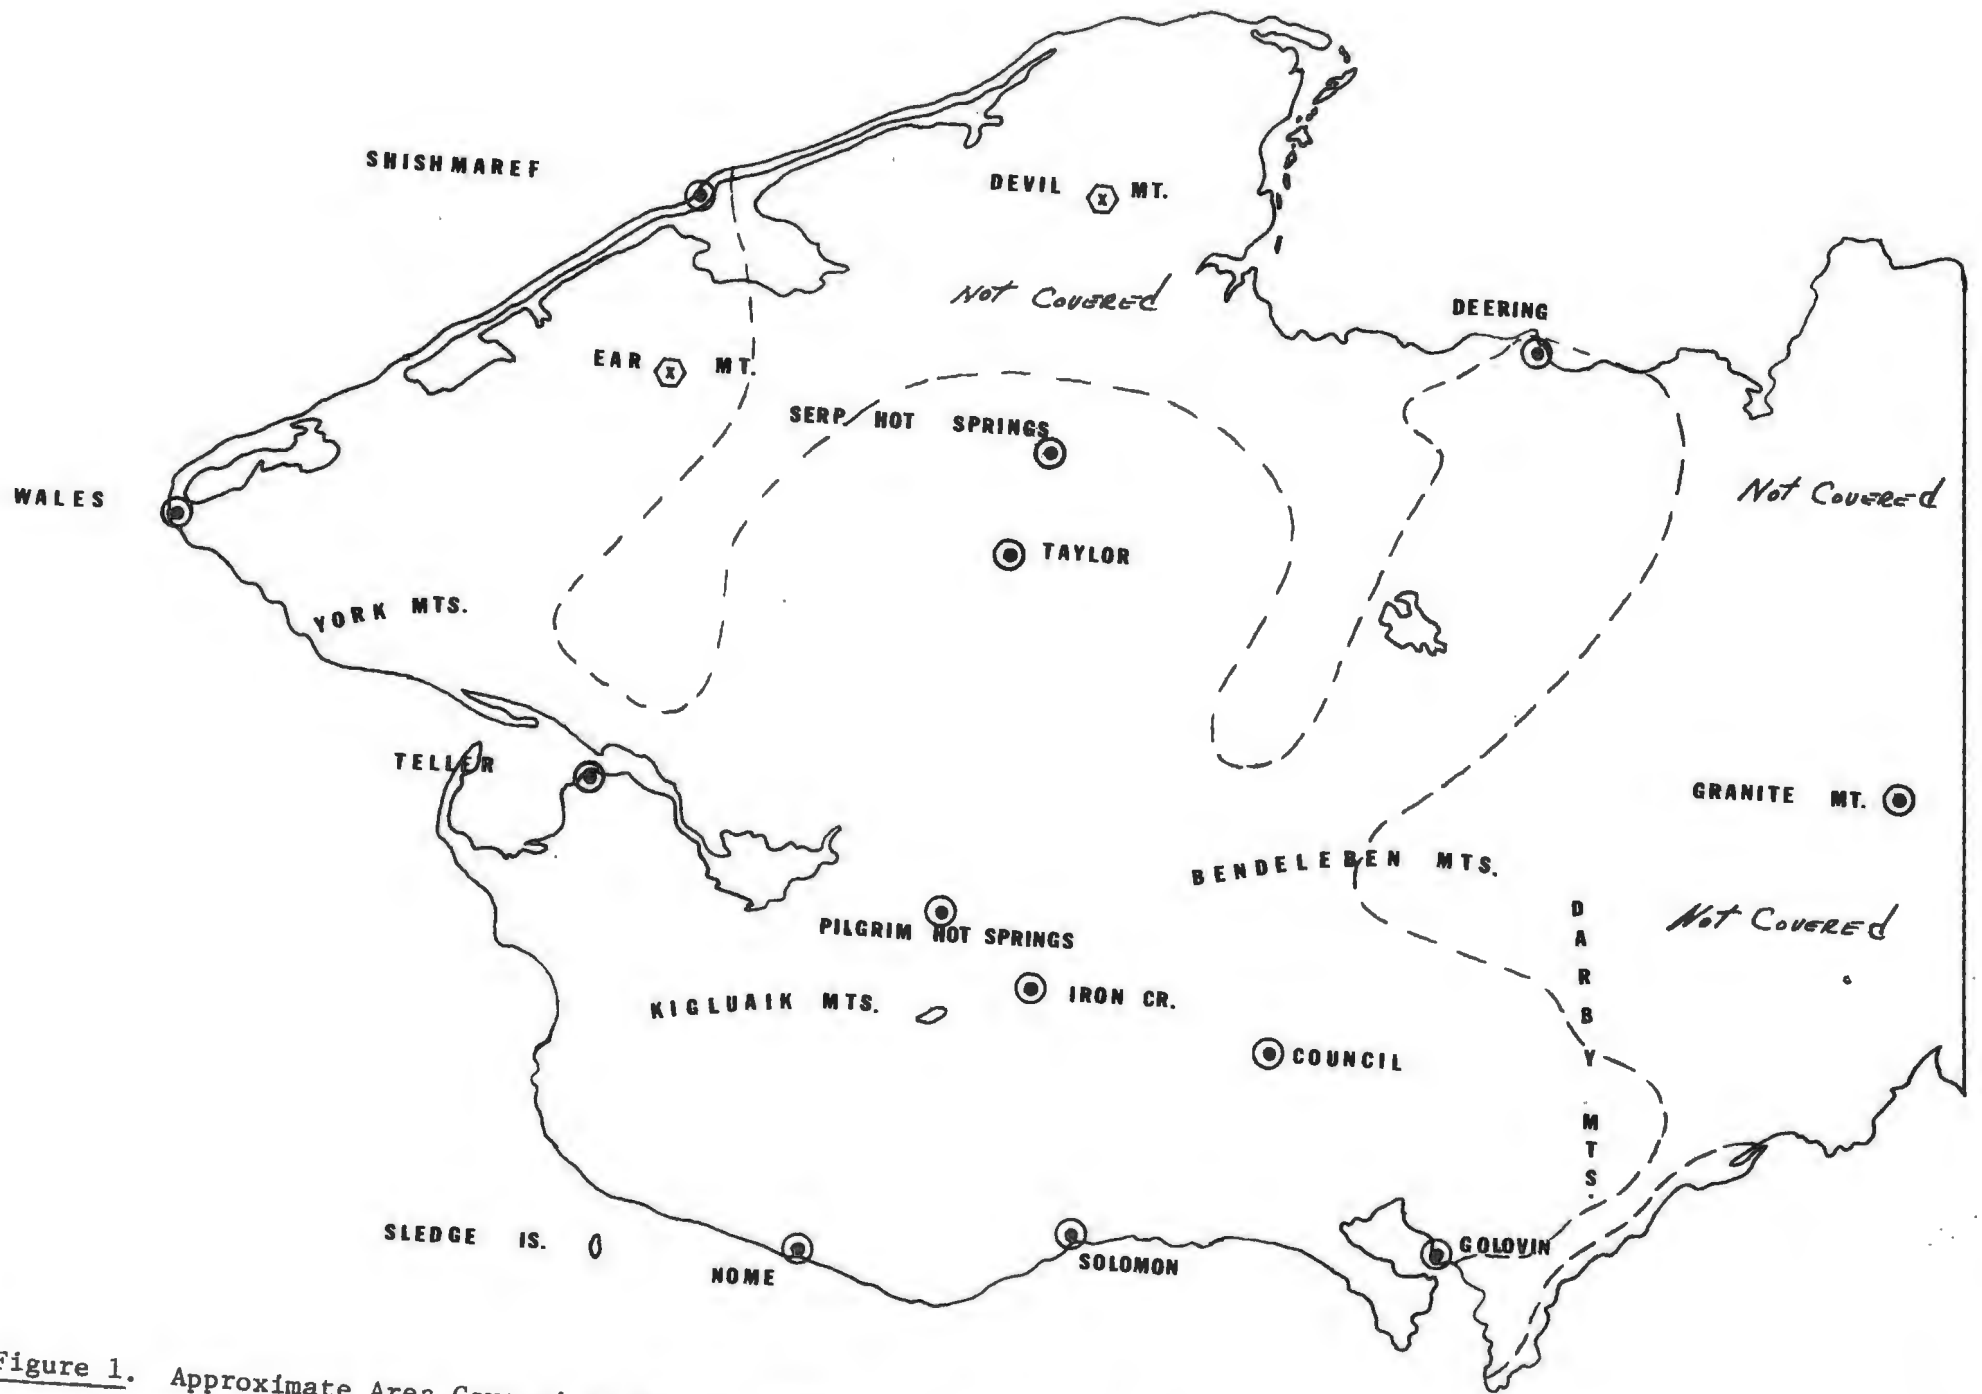 SHISHMAREF
DEVIL MT.
Not Covered
DEERING
EAR MT.
SERP HOT SPRINGS
WALES
Not Covered
TAYLOR
YORK MTS.
TELLER
GRANITE MT.
BENDELEBEN MTS.
DARBY MTS.
Not Covered
PILGRIM HOT SPRINGS
KIGLUAIK MTS.
IRON CR.
COUNCIL
SLEDGE IS.
NOME
SOLOMON
GOLOVIN
Figure 1. Approximate Area